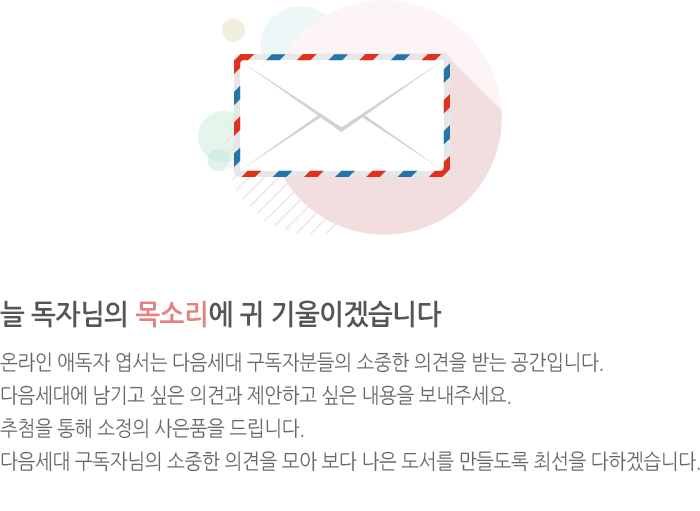 늘 독자님의 목소리에 귀 기울이겠습니다
온라인 애독자 엽서는 다음세대 구독자분들의 소중한 의견을 받는 공간입니다.
다음세대에 남기고 싶은 의견과 제안하고 싶은 내용을 보내주세요.
추첨을 통해 소정의 사은품을 드립니다.
다음세대 구독자님의 소중한 의견을 모아 보다 나은 도서를 만들도록 최선을 다하겠습니다.